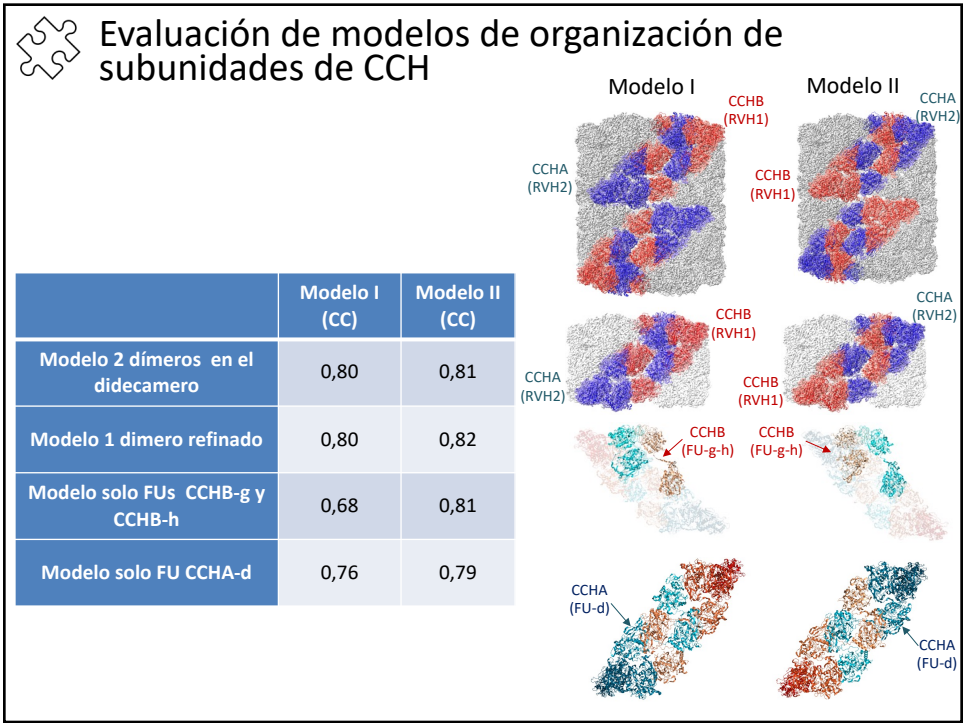 Evaluación de modelos de organización de
subunidades de CCH
Modelo I
Modelo II
CCHB
(RVH1)
CCHA
(RVH2)
CCHA
(RVH2)
CCHB
(RVH1)
Modelo I
(CC)
Modelo II
(CC)
Modelo 2 dímeros en el
didecamero
0,80
0,81
Modelo 1 dimero refinado
0,80
0,82
Modelo solo FUs CCHB-g y
CCHB-h
0,68
0,81
Modelo solo FU CCHA-d
0,76
0,79
CCHB
(RVH1)
CCHA
(RVH2)
CCHA
(RVH2)
CCHB
(RVH1)
CCHB
(FU-g-h)
CCHB
(FU-g-h)
CCHA
(FU-d)
CCHA
(FU-d)